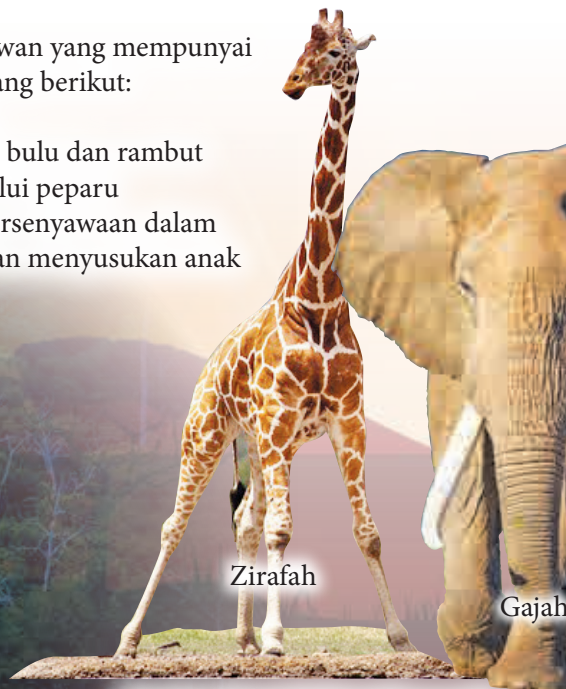 wan yang mempunyai
ang berikut:
bulu dan rambut
lui peparu
rsenyawaan dalam
an menyusukan anak
Zirafah
Gajah